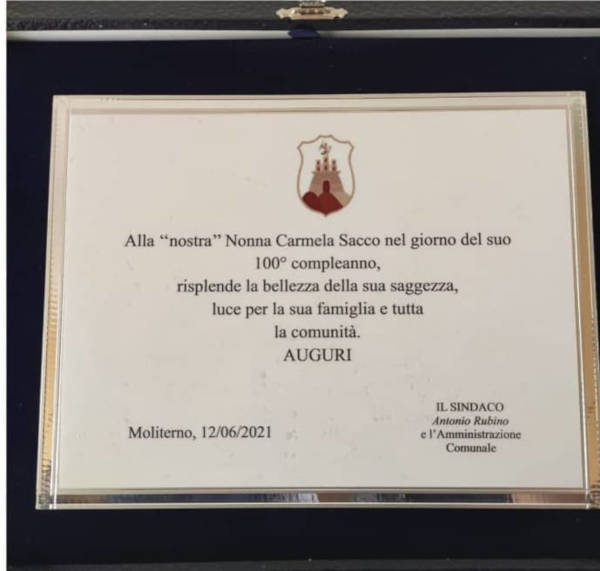 Alla “nostra” Nonna Carmela Sacco nel giorno del suo
100° compleanno,
risplende la bellezza della sua saggezza,
luce per la sua famiglia e tutta
la comunità.
AUGURI
Moliterno, 12/06/2021
IL SINDACO
Antonio Rubino
e l’Amministrazione
Comunale